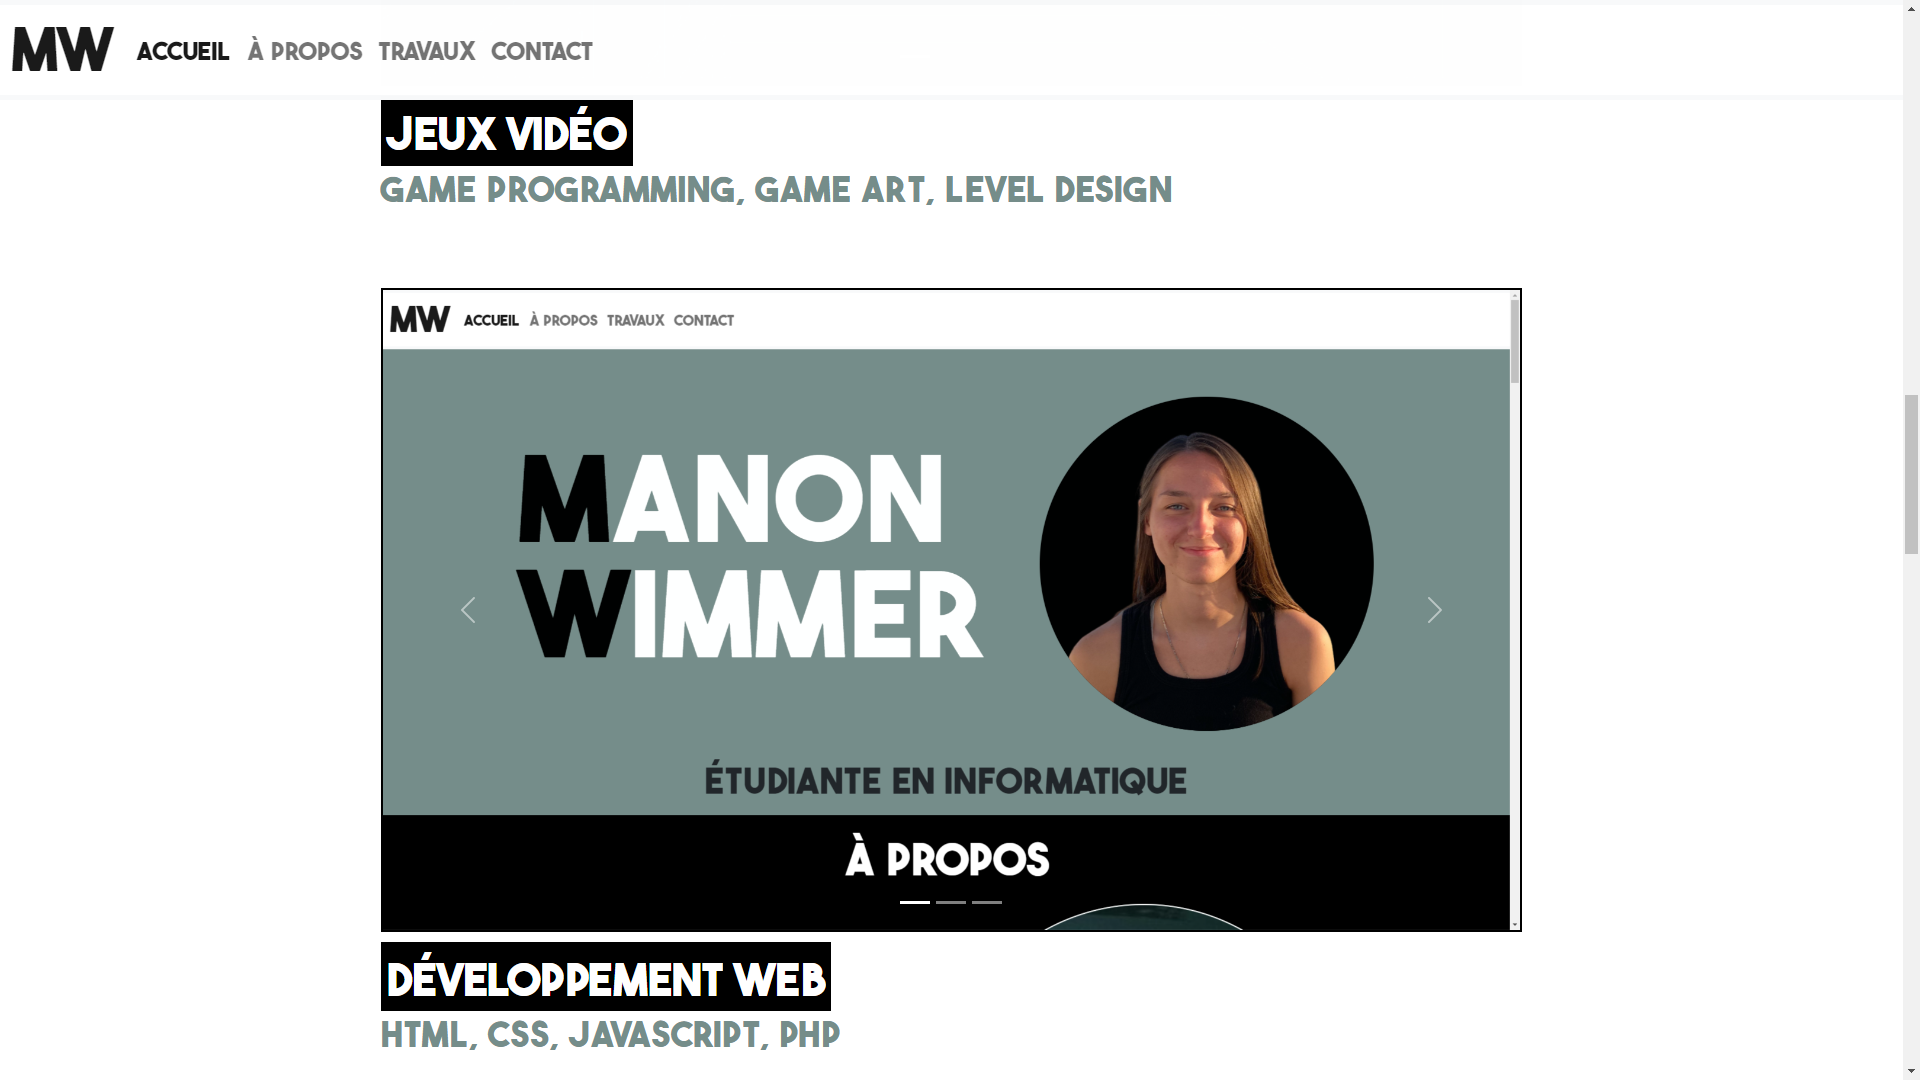 MW ACCUEIL À PROPOS TRAVAUX CONTACT
JEUX VIDÉO
GAME PROGRAMMING, GAME ART, LEVEL DESIGN
MW ACCUEIL À PROPOS TRAVAUX CONTACT
MANON
WIMMER
ÉTUDIANTE EN INFORMATIQUE
À PROPOS
DÉVELOPPEMENT WEB
HTML, CSS, JAVASCRIPT, PHP